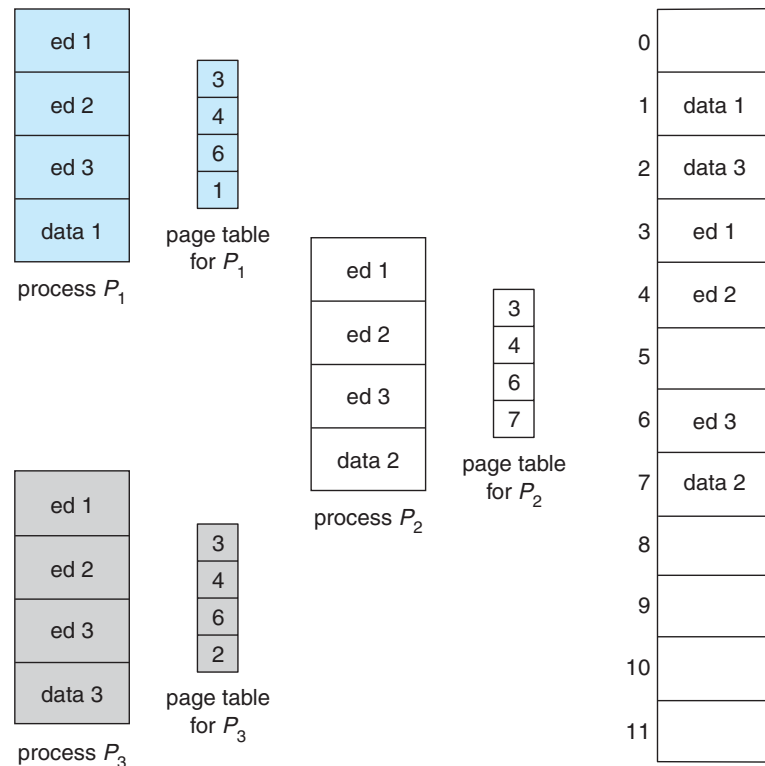 ed 1
ed 2
ed 3
data 1
process P1
3
4
6
1
page table
for P1
ed 1
ed 2
ed 3
data 2
process P2
3
4
6
7
page table
for P2
ed 1
ed 2
ed 3
data 3
process P3
3
4
6
2
page table
for P3
0
1 data 1
2 data 3
3 ed 1
4 ed 2
5
6 ed 3
7 data 2
8
9
10
11